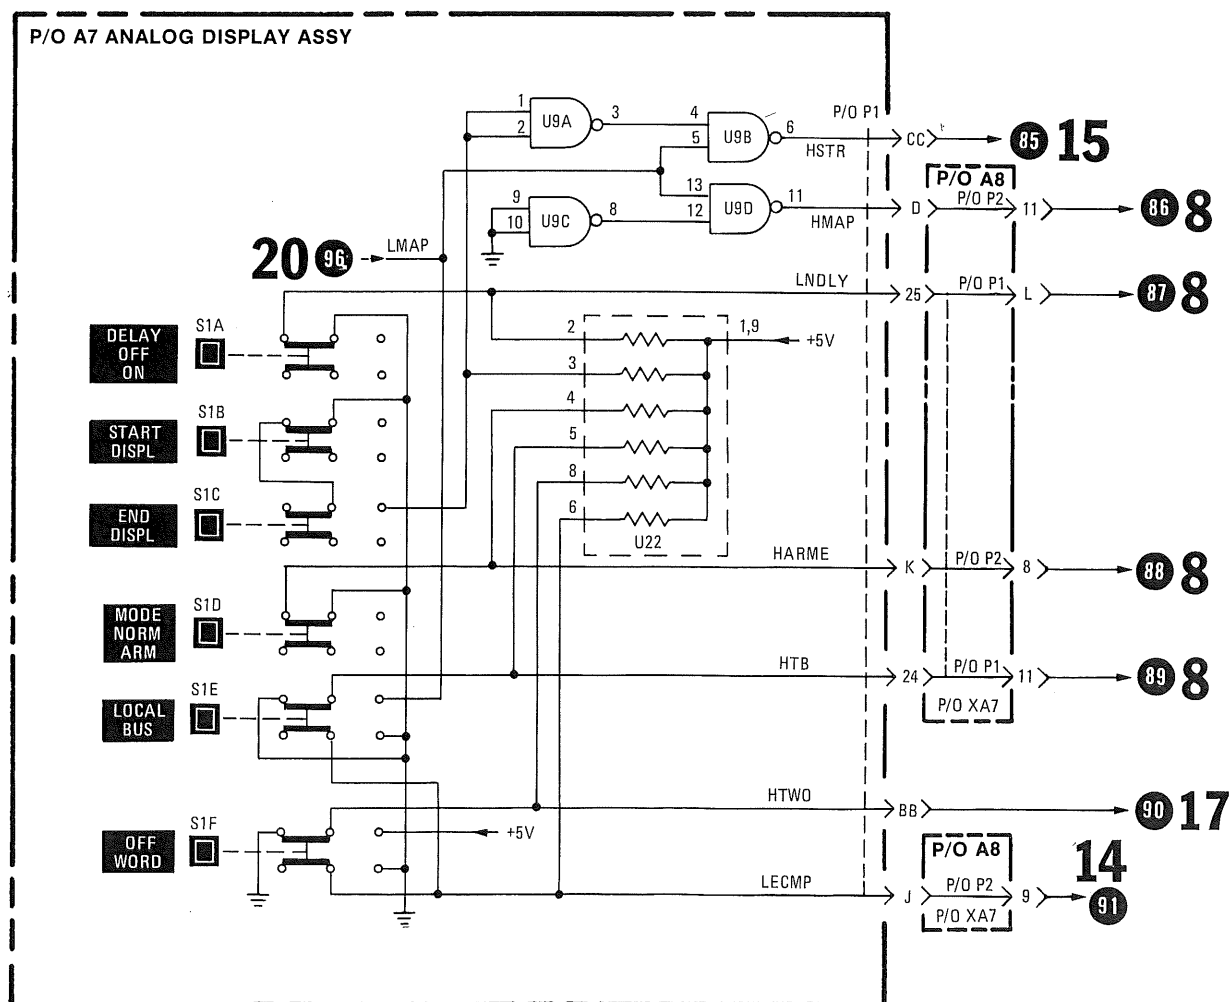 P/O A7 ANALOG DISPLAY ASSY
1
2
U9A
3
4
5
U9B
6
HSTR
P/O P1
CC
85 15
9
10
U9C
8
13
12
U9D
11
HMAP
D
P/O A8
P/O P2
11
86 8
20 96
LMAP
LNDLY
25
P/O P1
L
87 8
DELAY
OFF
ON
S1A
2
1,9
+5V
3
4
5
8
6
U22
START
DISPL
S1B
END
DISPL
S1C
HARME
K
P/O P2
8
88 8
MODE
NORM
ARM
S1D
HTB
24
P/O P1
11
89 8
P/O XA7
LOCAL
BUS
S1E
HTWO
BB
90 17
OFF
WORD
S1F
+5V
P/O A8
LECMP
J
P/O P2
9
P/O XA7
14
91